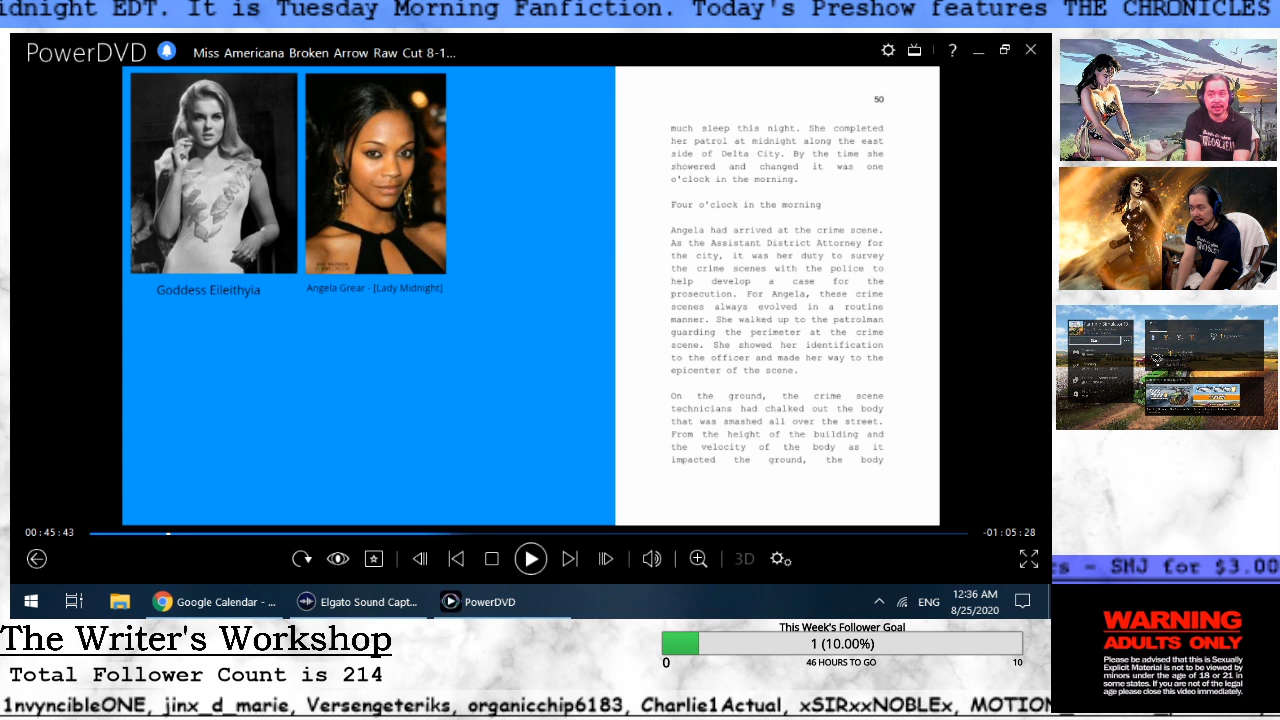 idnight EDT. It is Tuesday Morning Fanfiction. Today's Preshow features THE CHRONICLES
PowerDVD
Miss Americana Broken Arrow Raw Cut 8-1...
?
50
much sleep this night. She completed
her patrol at midnight along the east
side of Delta City. By the time she
showered and changed it was one
o'clock in the morning.
Four o'clock in the morning
Angela had arrived at the crime scene.
As the Assistant District Attorney for
the city, it was her duty to survey
the crime scenes with the police to
help develop a case for the
prosecution. For Angela, these crime
scenes always evolved in a routine
manner. She walked up to the patrolman
guarding the perimeter at the crime
scene. She showed her identification
to the officer and made her way to the
epicenter of the scene.
On the ground, the crime scene
technicians had chalked out the body
that was smashed all over the street.
From the height of the building and
the velocity of the body as it
impacted the ground, the body
Goddess Eileithyia
Angela Grear - [Lady Midnight]
00:45:43
-01:05:28
3D
Google Calendar - ...
Elgato Sound Capt...
PowerDVD
ENG
12:36 AM
8/25/2020
s - SHJ for $3.00
WARNING
ADULTS ONLY
Please be advised that this is Sexually
Explicit Material is not to be viewed by
minors under the age of 18 or 21 in
some states. If you are not of the legal
age please close this video immediately.
The Writer's Workshop
Total Follower Count is 214
This Week's Follower Goal
1 (10.00%)
0
46 HOURS TO GO
10
1nvyncibleONE, jinx_d_marie, Versengeteriks, organicchip6183, Charlie1Actual, xSIRxxNOBLEx, MOTION